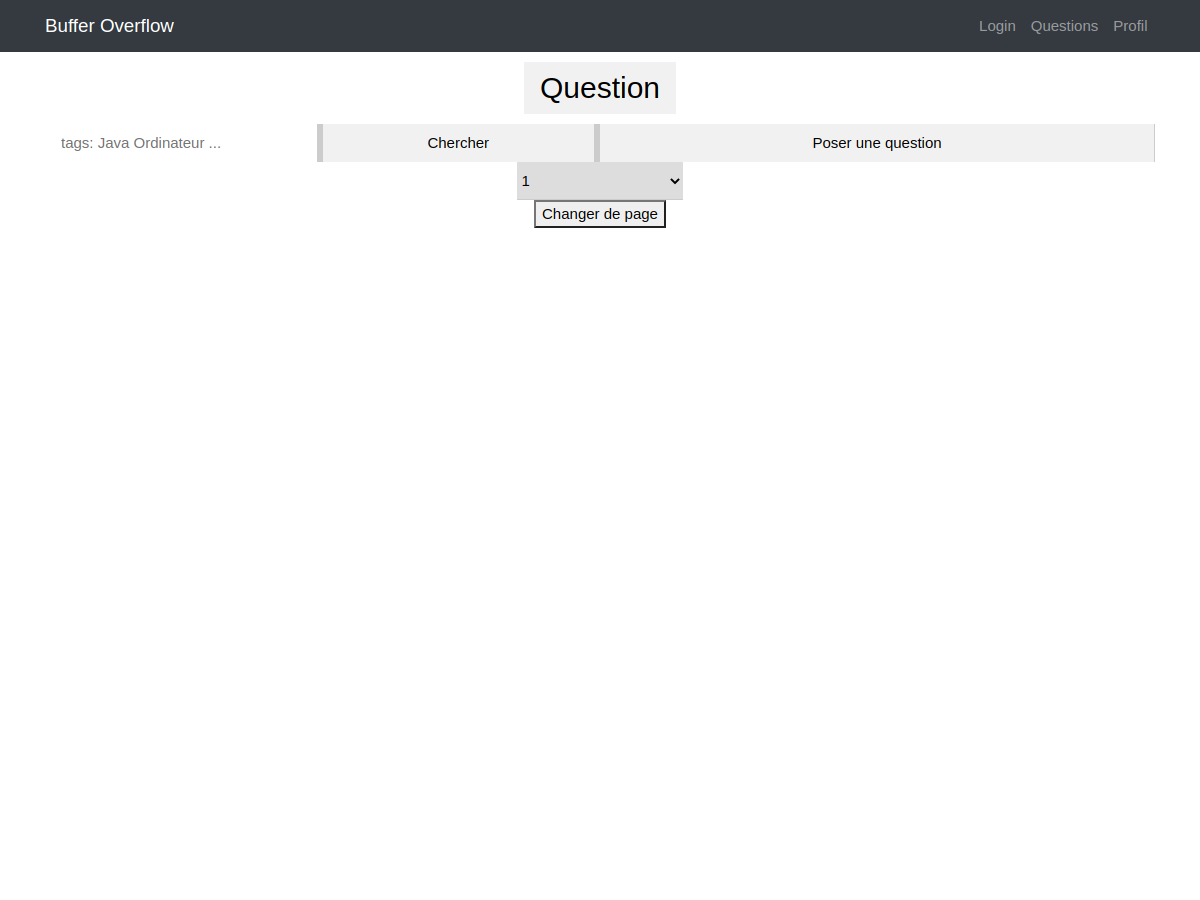 Buffer Overflow Login Questions Profil
Question
tags: Java Ordinateur ... Chercher Poser une question
1
Changer de page